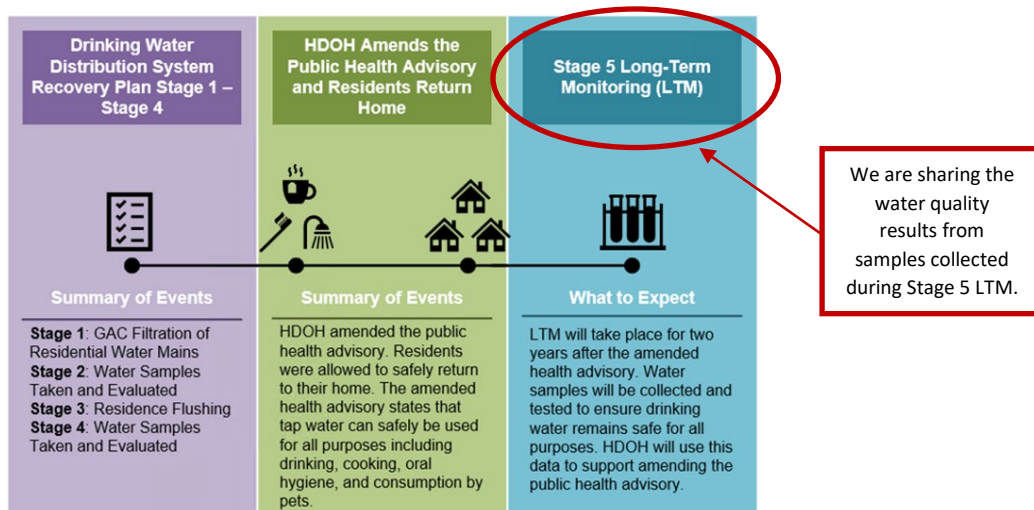 Drinking Water
Distribution System
Recovery Plan Stage 1 –
Stage 4
Summary of Events
Stage 1: GAC Filtration of
Residential Water Mains
Stage 2: Water Samples
Taken and Evaluated
Stage 3: Residence Flushing
Stage 4: Water Samples
Taken and Evaluated
HDOH Amends the
Public Health Advisory
and Residents Return
Home
Summary of Events
HDOH amended the public
health advisory. Residents
were allowed to safely return
to their home. The amended
health advisory states that
tap water can safely be used
for all purposes including
drinking, cooking, oral
hygiene, and consumption by
pets.
Stage 5 Long-Term
Monitoring (LTM)
What to Expect
LTM will take place for two
years after the amended
health advisory. Water
samples will be collected and
tested to ensure drinking
water remains safe for all
purposes. HDOH will use this
data to support amending the
public health advisory.
We are sharing the
water quality
results from
samples collected
during Stage 5 LTM.